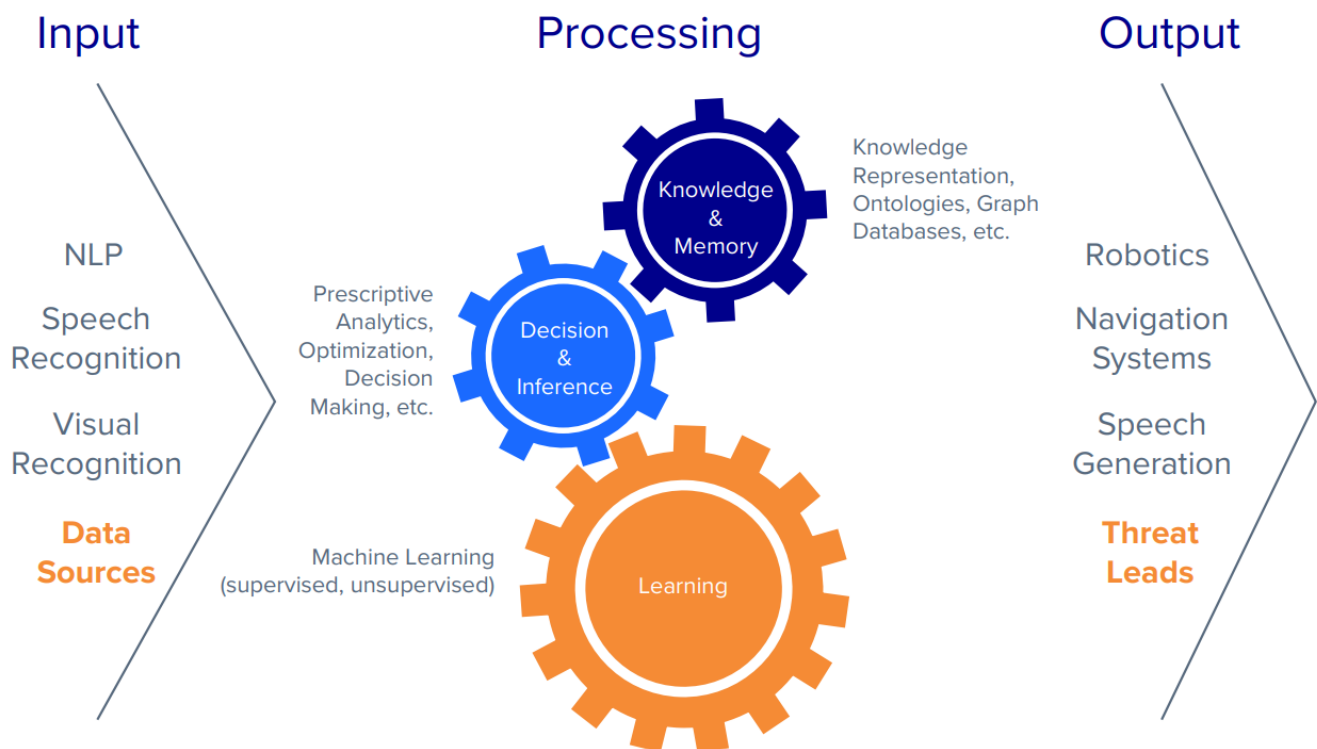 Input
Processing
Output
NLP
Speech
Recognition
Visual
Recognition
Data
Sources
Prescriptive
Analytics,
Optimization,
Decision
Making, etc.
Machine Learning
(supervised, unsupervised)
Knowledge
&
Memory
Decision
&
Inference
Learning
Knowledge
Representation,
Ontologies, Graph
Databases, etc.
Robotics
Navigation
Systems
Speech
Generation
Threat
Leads